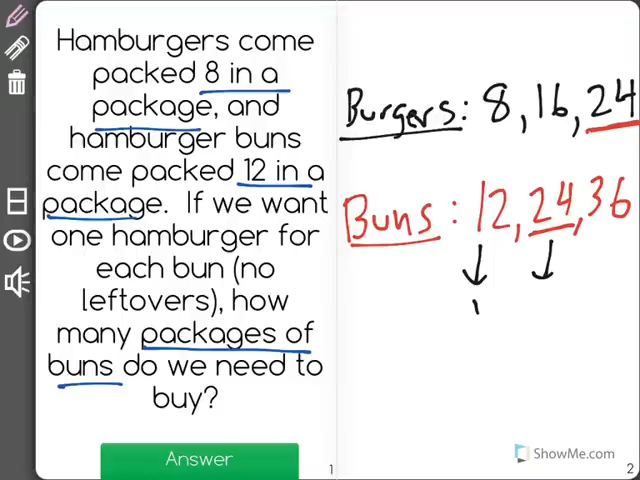 Hamburgers come
packed 8 in a
package, and
hamburger buns
come packed 12 in a
package. If we want
one hamburger for
each bun (no
leftovers), how
many packages of
buns do we need to
buy?
Answer
1
Burgers: 8, 16, 24
Buns: 12, 24, 36
ShowMe.com
2